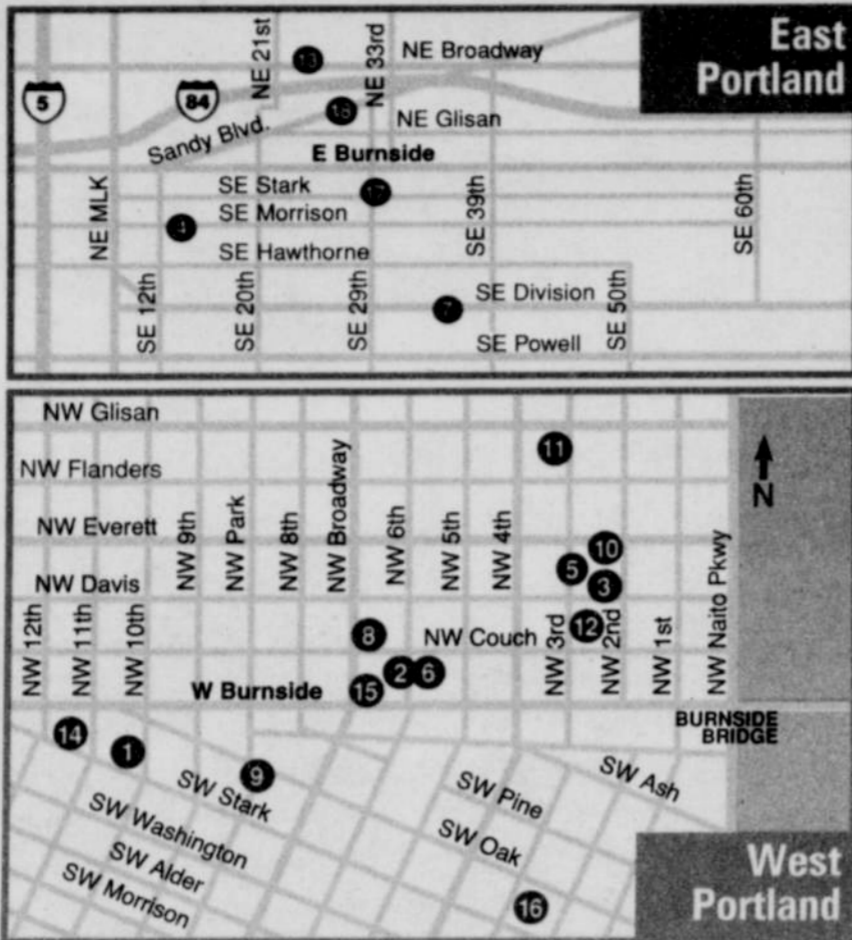 East
Portland
NE 21st
NE 33rd
NE Broadway
13
5
84
18
NE Glisan
Sandy Blvd.
E Burnside
NE MLK
SE Stark
17
SE Morrison
4
SE 39th
SE 60th
SE Hawthorne
SE 12th
SE 20th
SE 29th
SE Division
7
SE 50th
SE Powell
NW Glisan
11
NW Flanders
N
NW Everett
NW 9th
NW Park
NW 8th
NW Broadway
NW 6th
NW 5th
NW 4th
10
5
3
NW Davis
NW Naito Pkwy
NW 12th
NW 11th
NW 10th
8
NW Couch
NW 3rd
12
NW 2nd
NW 1st
2
6
W Burnside
15
BURNSIDE
BRIDGE
14
1
9
SW Stark
SW Ash
SW Pine
SW Washington
SW Oak
SW Alder
SW Morrison
16
West
Portland